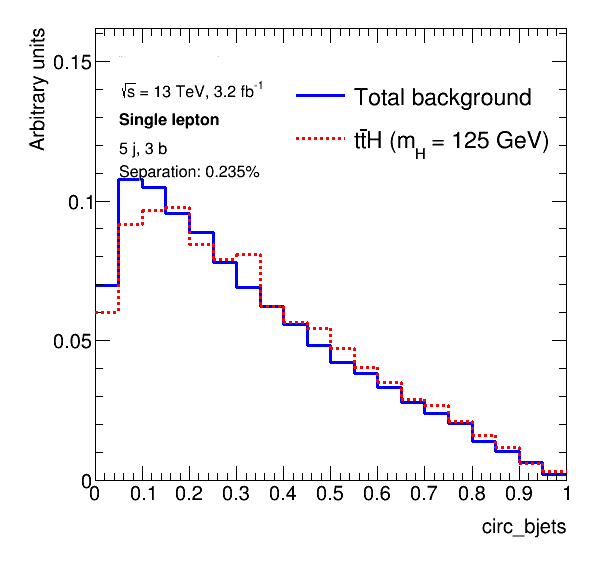 Arbitrary units
0.15
0.1
0.05
0
√s = 13 TeV, 3.2 fb⁻¹
Single lepton
5 j, 3 b
Separation: 0.235%
Total background
tt̄H (m_H = 125 GeV)
0 0.1 0.2 0.3 0.4 0.5 0.6 0.7 0.8 0.9 1
circ_bjets